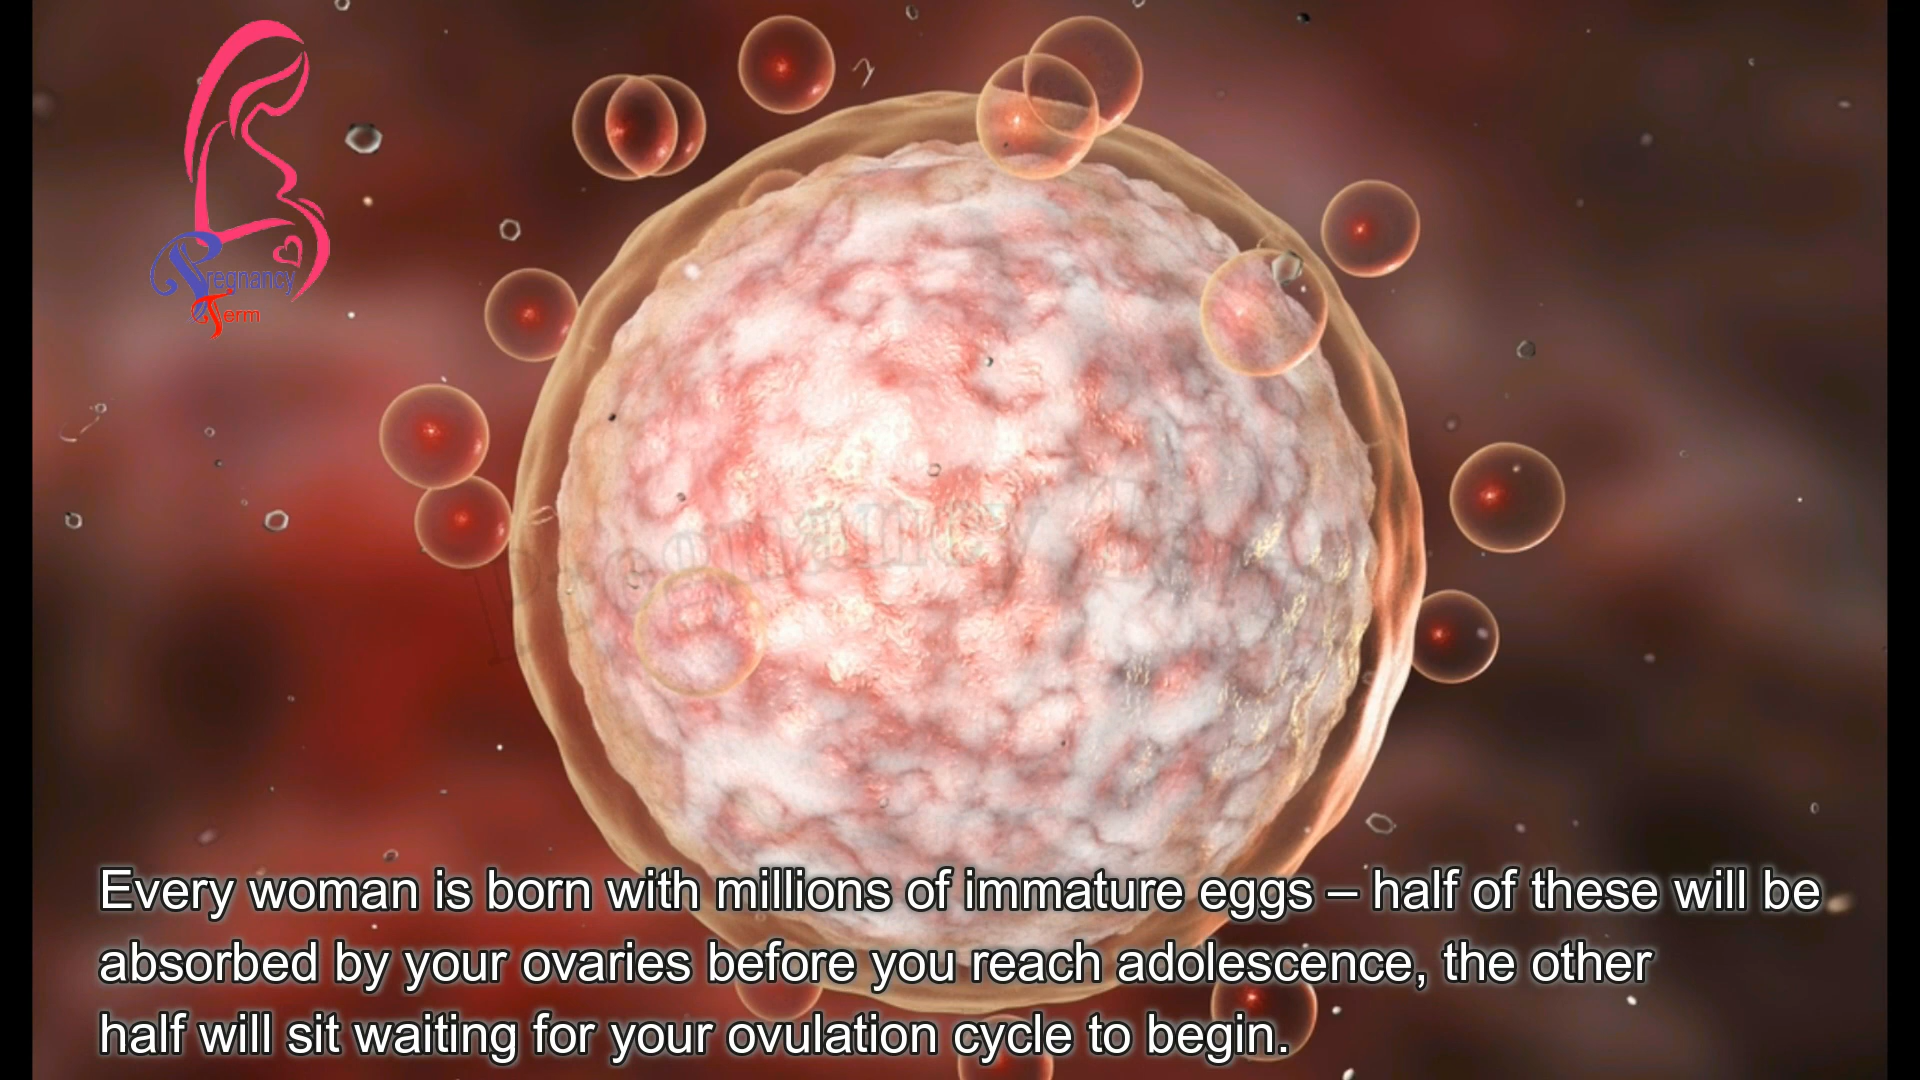 Pregnancy
Term
Pregnancy
Every woman is born with millions of immature eggs – half of these will be
absorbed by your ovaries before you reach adolescence, the other
half will sit waiting for your ovulation cycle to begin.